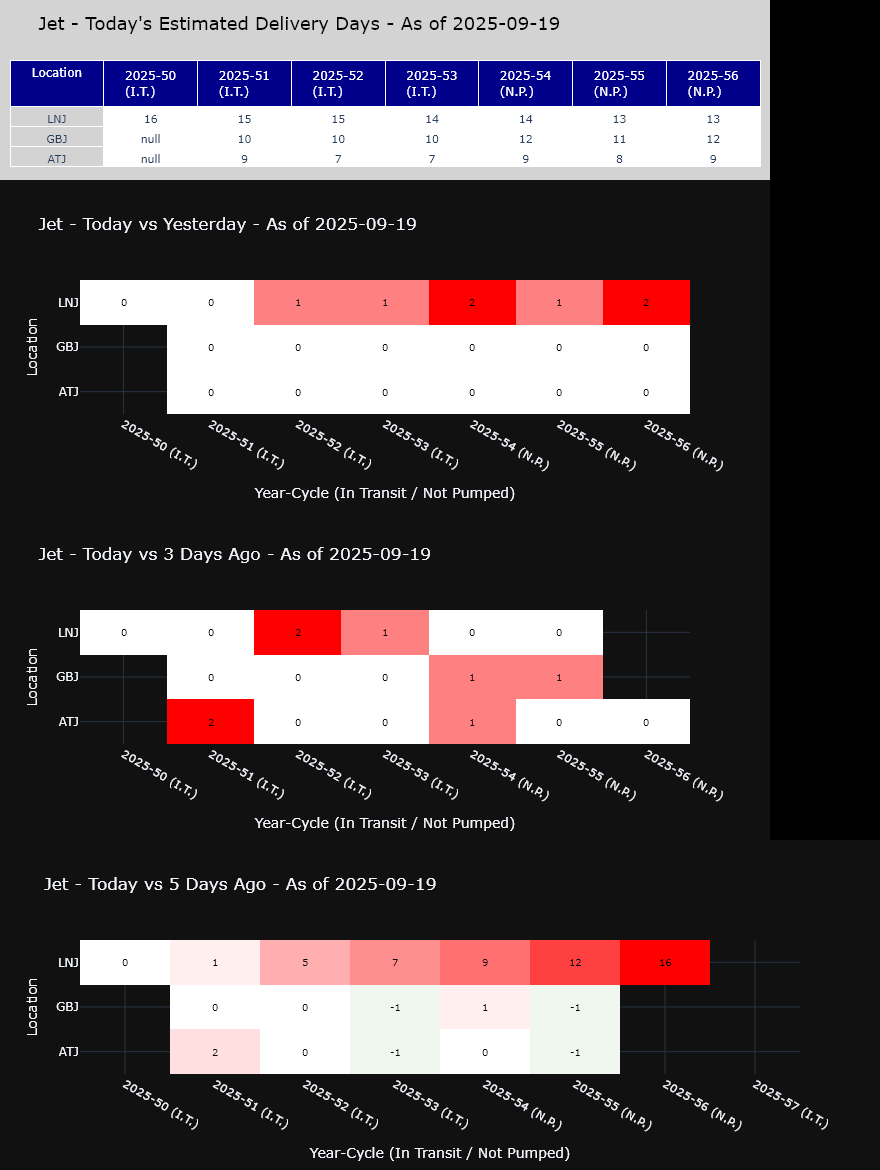 Jet - Today's Estimated Delivery Days - As of 2025-09-19
Location 2025-50 (I.T.) 2025-51 (I.T.) 2025-52 (I.T.) 2025-53 (I.T.) 2025-54 (N.P.) 2025-55 (N.P.) 2025-56 (N.P.)
LNJ 16 15 15 14 14 13 13
GBJ null 10 10 10 12 11 12
ATJ null 9 7 7 9 8 9
Jet - Today vs Yesterday - As of 2025-09-19
Location
LNJ 0 0 1 1 2 1 2
GBJ 0 0 0 0 0 0
ATJ 0 0 0 0 0 0
2025-50 (I.T.) 2025-51 (I.T.) 2025-52 (I.T.) 2025-53 (I.T.) 2025-54 (N.P.) 2025-55 (N.P.) 2025-56 (N.P.)
Year-Cycle (In Transit / Not Pumped)
Jet - Today vs 3 Days Ago - As of 2025-09-19
Location
LNJ 0 0 2 1 0 0
GBJ 0 0 0 1 1
ATJ 2 0 0 1 0 0
2025-50 (I.T.) 2025-51 (I.T.) 2025-52 (I.T.) 2025-53 (I.T.) 2025-54 (N.P.) 2025-55 (N.P.) 2025-56 (N.P.)
Year-Cycle (In Transit / Not Pumped)
Jet - Today vs 5 Days Ago - As of 2025-09-19
Location
LNJ 0 1 5 7 9 12 16
GBJ 0 0 -1 1 -1
ATJ 2 0 -1 0 -1
2025-50 (I.T.) 2025-51 (I.T.) 2025-52 (I.T.) 2025-53 (I.T.) 2025-54 (N.P.) 2025-55 (N.P.) 2025-56 (N.P.) 2025-57 (I.T.)
Year-Cycle (In Transit / Not Pumped)